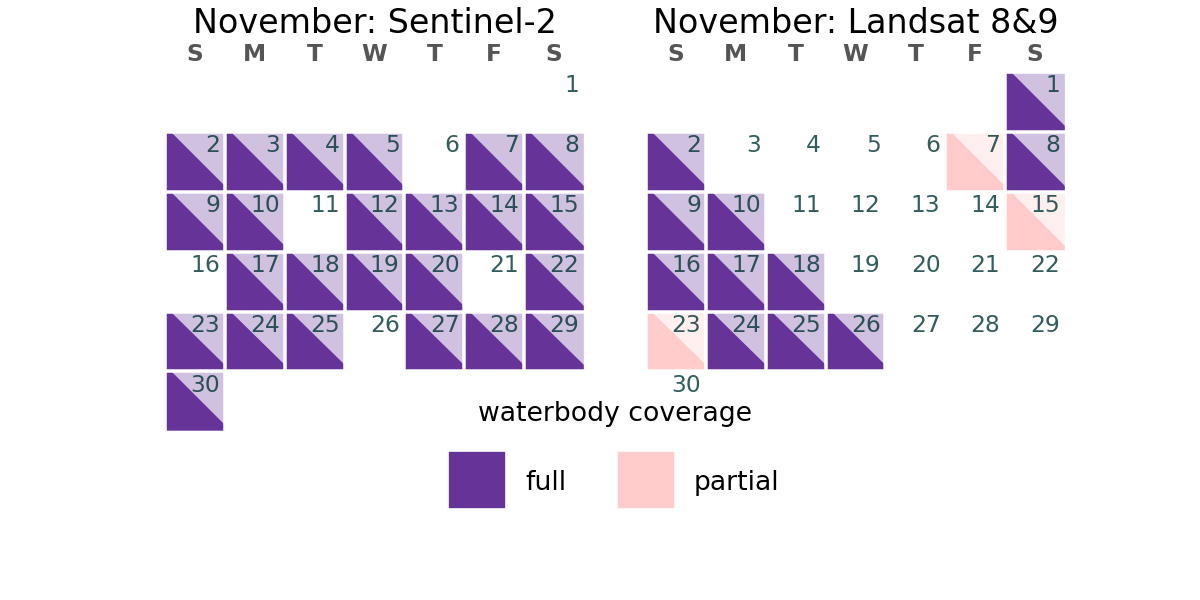 November: Sentinel-2
S M T W T F S
1
2 3 4 5 6 7 8
9 10 11 12 13 14 15
16 17 18 19 20 21 22
23 24 25 26 27 28 29
30
November: Landsat 8&9
S M T W T F S
1
2 3 4 5 6 7 8
9 10 11 12 13 14 15
16 17 18 19 20 21 22
23 24 25 26 27 28 29
30
waterbody coverage
full partial